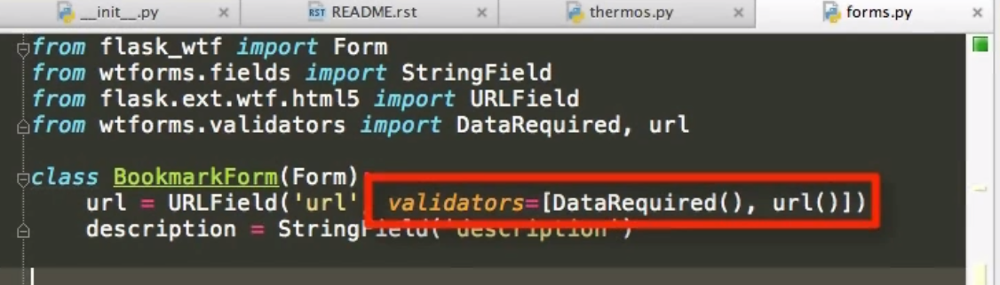 __init__.py RST README.rst thermos.py forms.py
from flask_wtf import Form
from wtforms.fields import StringField
from flask.ext.wtf.html5 import URLField
from wtforms.validators import DataRequired, url
class BookmarkForm(Form):
url = URLField('url', validators=[DataRequired(), url()])
description = StringField('description')